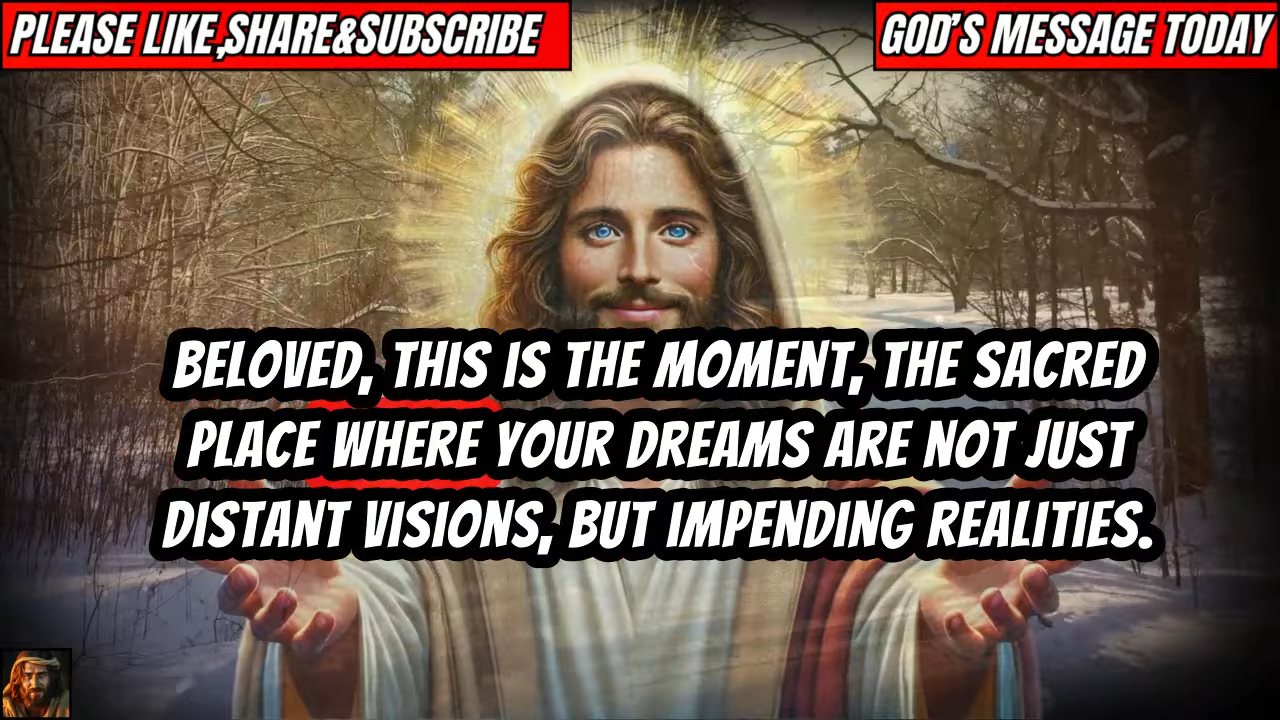 PLEASE LIKE,SHARE&SUBSCRIBE
GOD'S MESSAGE TODAY
BELOVED, THIS IS THE MOMENT, THE SACRED
PLACE WHERE YOUR DREAMS ARE NOT JUST
DISTANT VISIONS, BUT IMPENDING REALITIES.